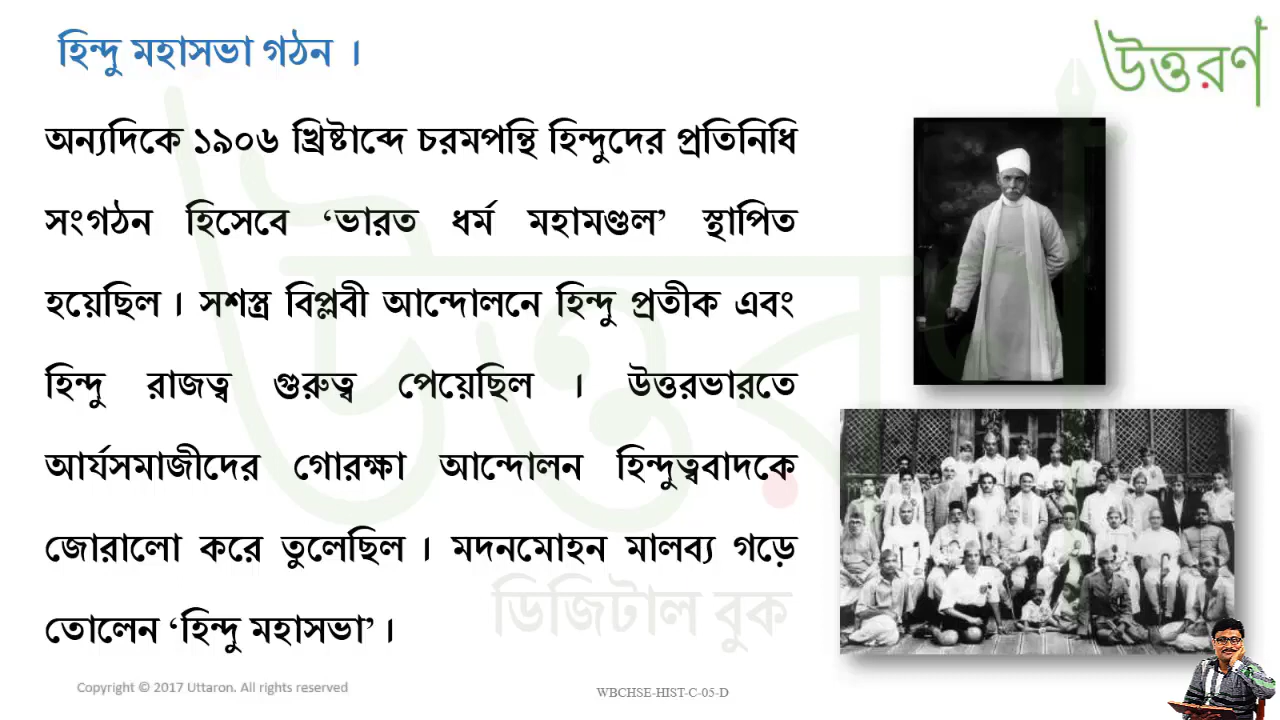 হিন্দু মহাসভা গঠন ।
উত্তরণ
অন্যদিকে ১৯০৬ খ্রিষ্টাব্দে চরমপন্থি হিন্দুদের প্রতিনিধি
সংগঠন হিসেবে ‘ভারত ধর্ম মহামণ্ডল’ স্থাপিত
হয়েছিল । সশস্ত্র বিপ্লবী আন্দোলনে হিন্দু প্রতীক এবং
হিন্দু রাজত্ব গুরুত্ব পেয়েছিল । উত্তরভারতে
আর্যসমাজীদের গোরক্ষা আন্দোলন হিন্দুত্ববাদকে
জোরালো করে তুলেছিল । মদনমোহন মালব্য গড়ে
তোলেন ‘হিন্দু মহাসভা’ ।
উত্তরণ
ডিজিটাল বুক
Copyright © 2017 Uttaron. All rights reserved
WBCHSE-HIST-C-05-D